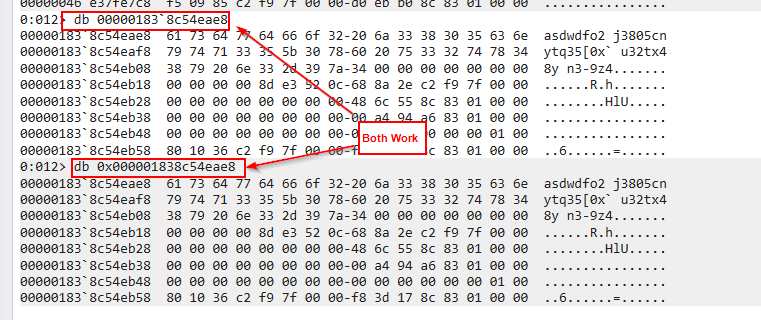 00000046`e37fe7c8  f5 09 85 c2 f9 7f 00 00-d0 eb b0 8c 83 01 00 00  ................
0:012> db 00000183`8c54eae8
00000183`8c54eae8  61 73 64 77 64 66 6f 32-20 6a 33 38 30 35 63 6e  asdwdfo2 j3805cn
00000183`8c54eaf8  79 74 71 33 35 5b 30 78-60 20 75 33 32 74 78 34  ytq35[0x` u32tx4
00000183`8c54eb08  38 79 20 6e 33 2d 39 7a-34 00 00 00 00 00 00 00  8y n3-9z4.......
00000183`8c54eb18  00 00 00 00 8d e3 52 0c-68 8a 2e c2 f9 7f 00 00  ......R.h.......
00000183`8c54eb28  00 00 00 00 00 00 00 00-48 6c 55 8c 83 01 00 00  ........HlU.....
00000183`8c54eb38  00 00 00 00 00 00 00 00-00 a4 94 a6 83 01 00 00  ................
00000183`8c54eb48  00 00 00 00 00 00 00 00 00 00 01 00  ................
00000183`8c54eb58  80 10 36 c2 f9 7f 00 00-f8 8c 83 01 00 00  ..6......=......
Both Work
0:012> db 0x000001838c54eae8
00000183`8c54eae8  61 73 64 77 64 66 6f 32-20 6a 33 38 30 35 63 6e  asdwdfo2 j3805cn
00000183`8c54eaf8  79 74 71 33 35 5b 30 78-60 20 75 33 32 74 78 34  ytq35[0x` u32tx4
00000183`8c54eb08  38 79 20 6e 33 2d 39 7a-34 00 00 00 00 00 00 00  8y n3-9z4.......
00000183`8c54eb18  00 00 00 00 8d e3 52 0c-68 8a 2e c2 f9 7f 00 00  ......R.h.......
00000183`8c54eb28  00 00 00 00 00 00 00 00-48 6c 55 8c 83 01 00 00  ........HlU.....
00000183`8c54eb38  00 00 00 00 00 00 00 00-00 a4 94 a6 83 01 00 00  ................
00000183`8c54eb48  00 00 00 00 00 00 00 00-00 00 00 00 00 00 01 00  ................
00000183`8c54eb58  80 10 36 c2 f9 7f 00 00-f8 3d 17 8c 83 01 00 00  ..6......=......